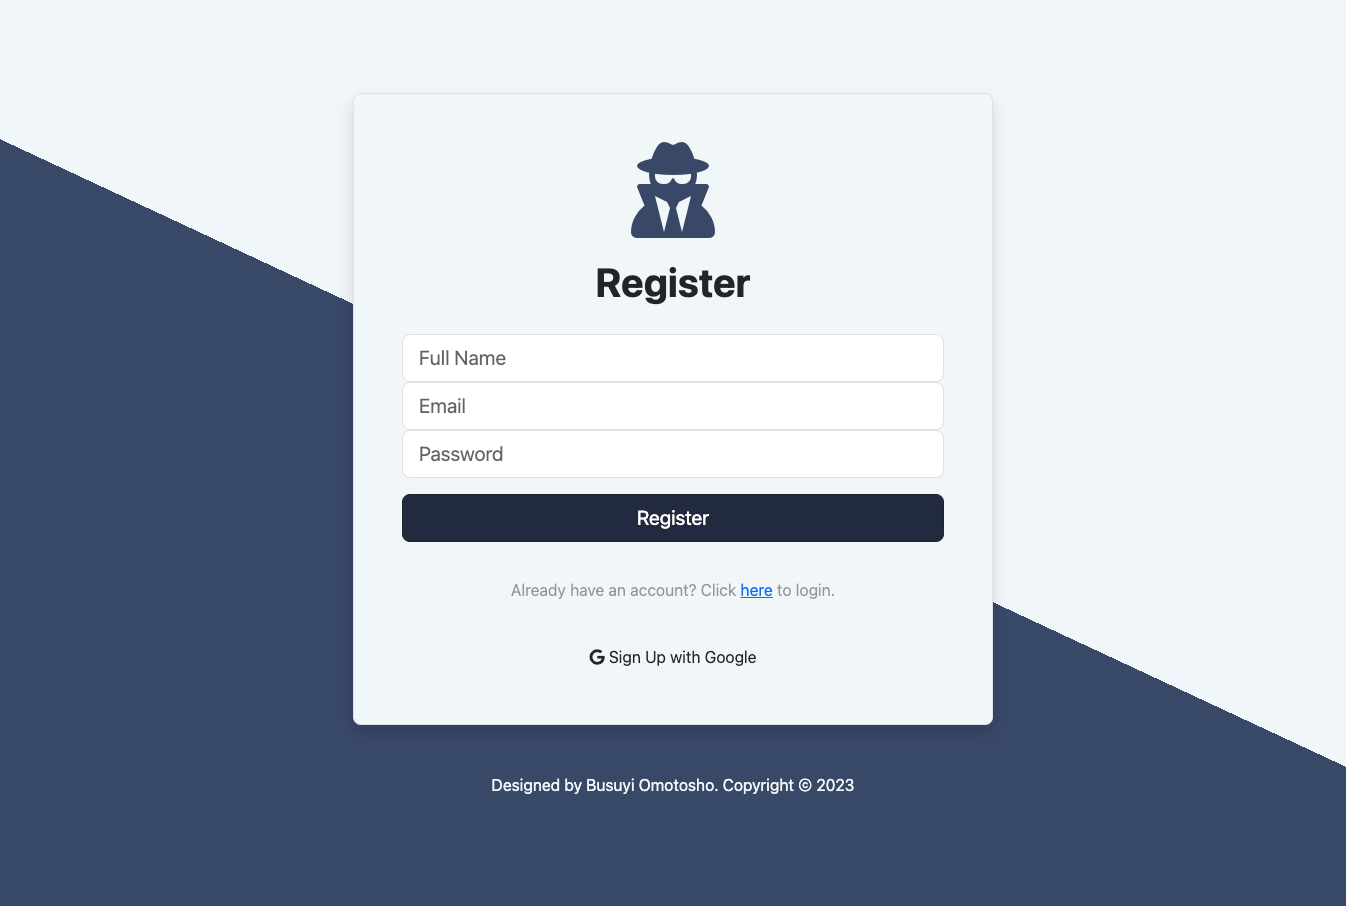 Register
Full Name
Email
Password
Register
Already have an account? Click here to login.
Sign Up with Google
Designed by Busuyi Omotosho. Copyright © 2023